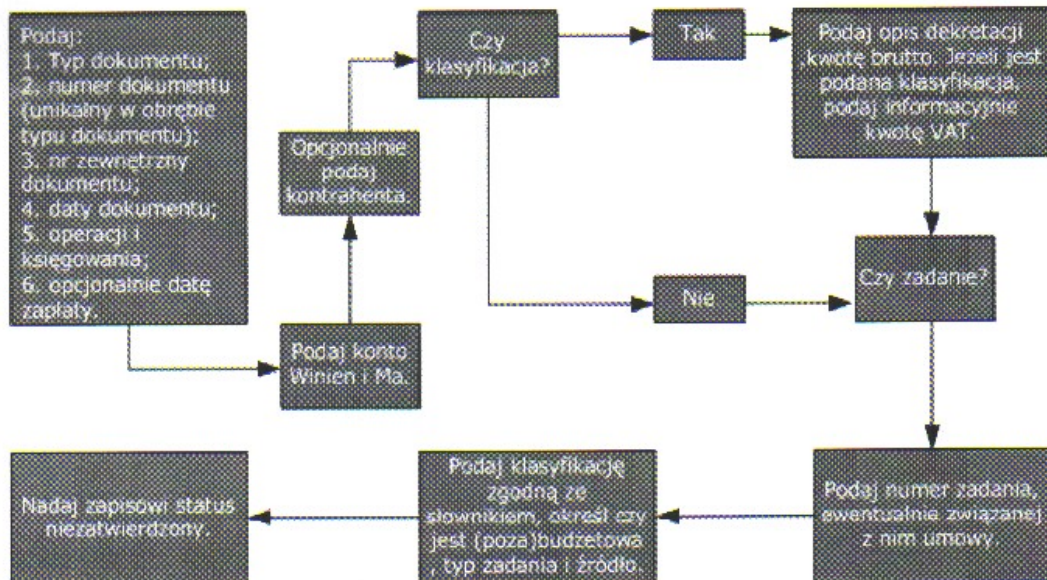 Podaj:
1. Typ dokumentu;
2. numer dokumentu
(unikalny w obrębie
typu dokumentu);
3. nr zewnętrzny
dokumentu;
4. daty dokumentu;
5. operacji i
księgowania;
6. opcjonalnie datę
zapłaty.
Podaj konto
Winien i Ma.
Opcjonalnie
podaj
kontrahenta.
Czy
klasyfikacja?
Tak
Podaj opis dekretacji
,kwotę brutto. Jeżeli jest
podana klasyfikacja,
podaj informacyjnie
kwotę VAT.
Nie
Czy zadanie?
Podaj numer zadania,
ewentualnie związanej
z nim umowy.
Podaj klasyfikację
zgodną ze
słownikiem, określ czy
jest (poza)budżetowa
, typ zadania i źródło.
Nadaj zapisowi status
niezatwierdzony.